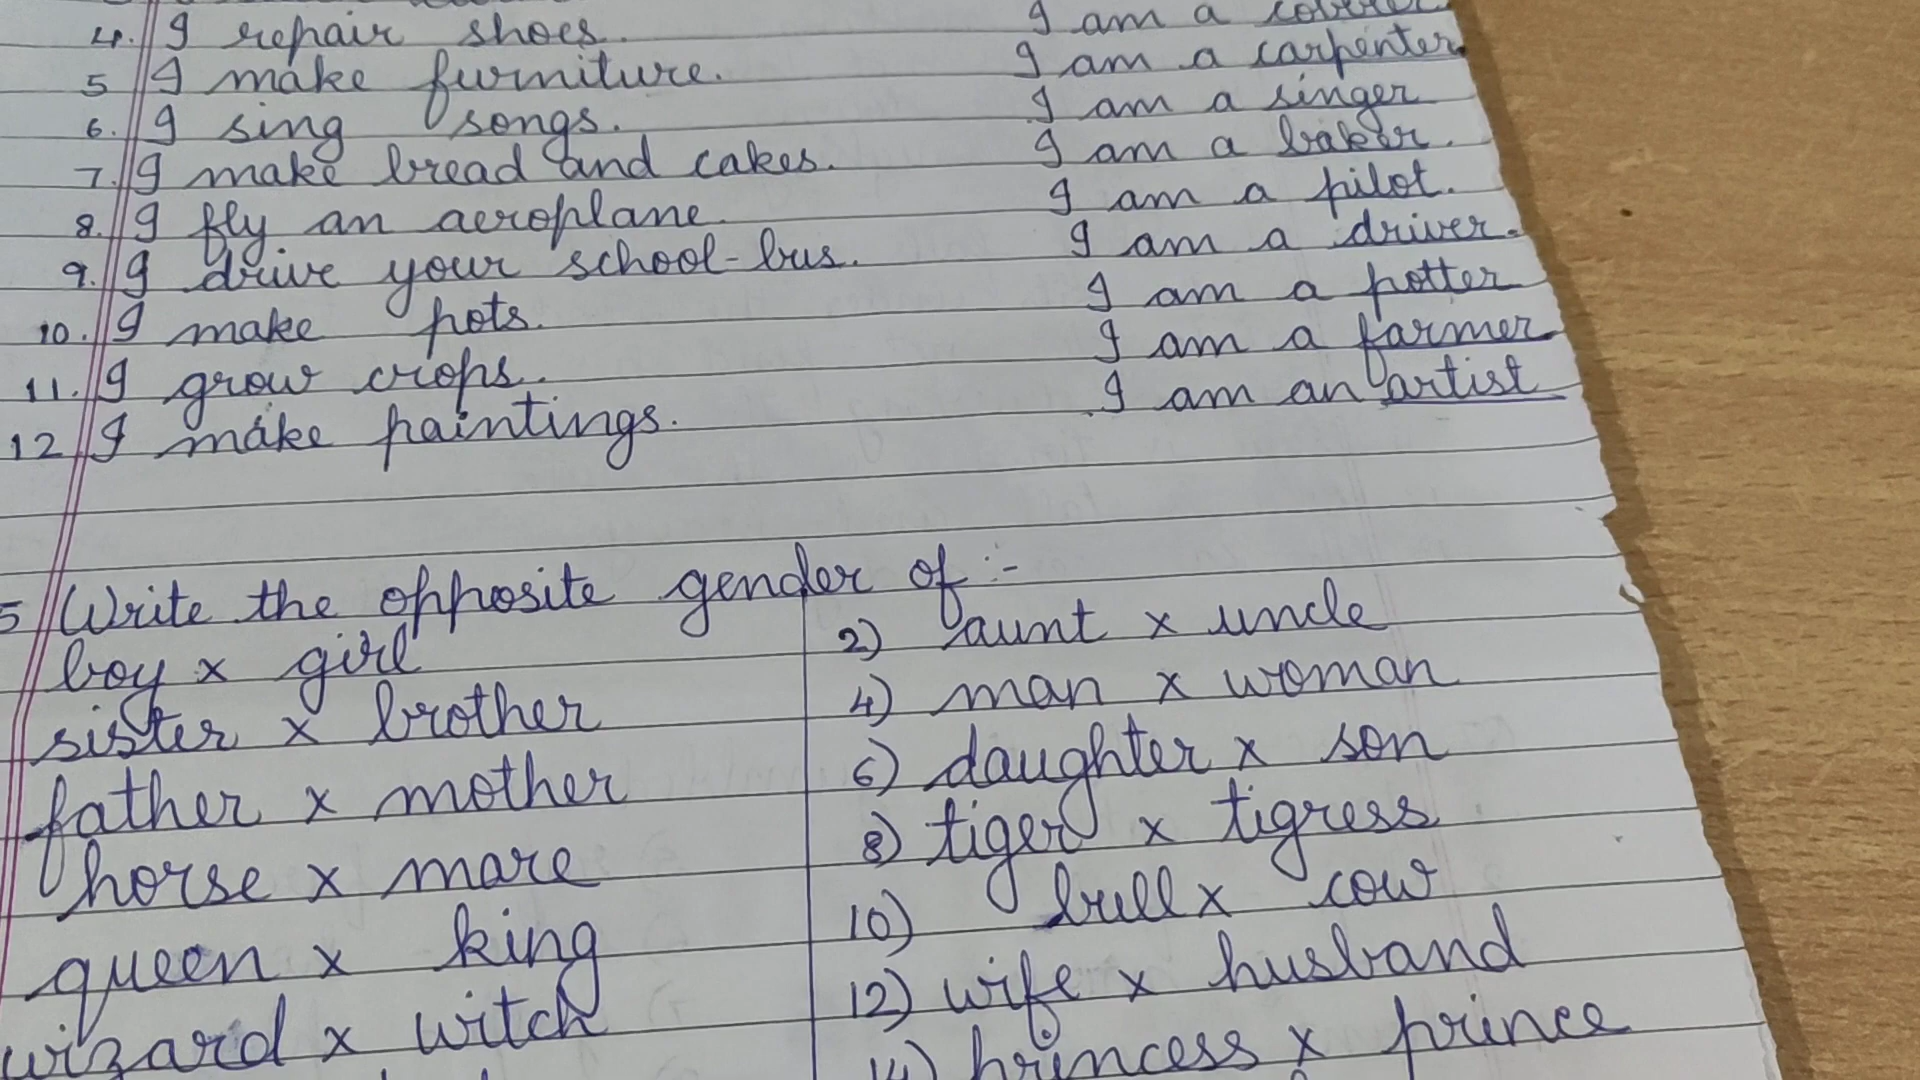 4. I repair shoes. I am a cobbler
5 I make furniture. I am a carpenter
6. I sing songs. I am a singer
7. I make bread and cakes. I am a baker.
8. I fly an aeroplane. I am a pilot.
9. I drive your school-bus. I am a driver.
10. I make pots. I am a potter
11. I grow crops. I am a farmer
12 I make paintings. I am an artist
5 Write the opposite gender of :-
boy x girl 2) aunt x uncle
sister x brother 4) man x woman
father x mother 6) daughter x son
horse x mare 8) tiger x tigress
queen x king 10) bull x cow
wizard x witch 12) wife x husband
14) princess x prince